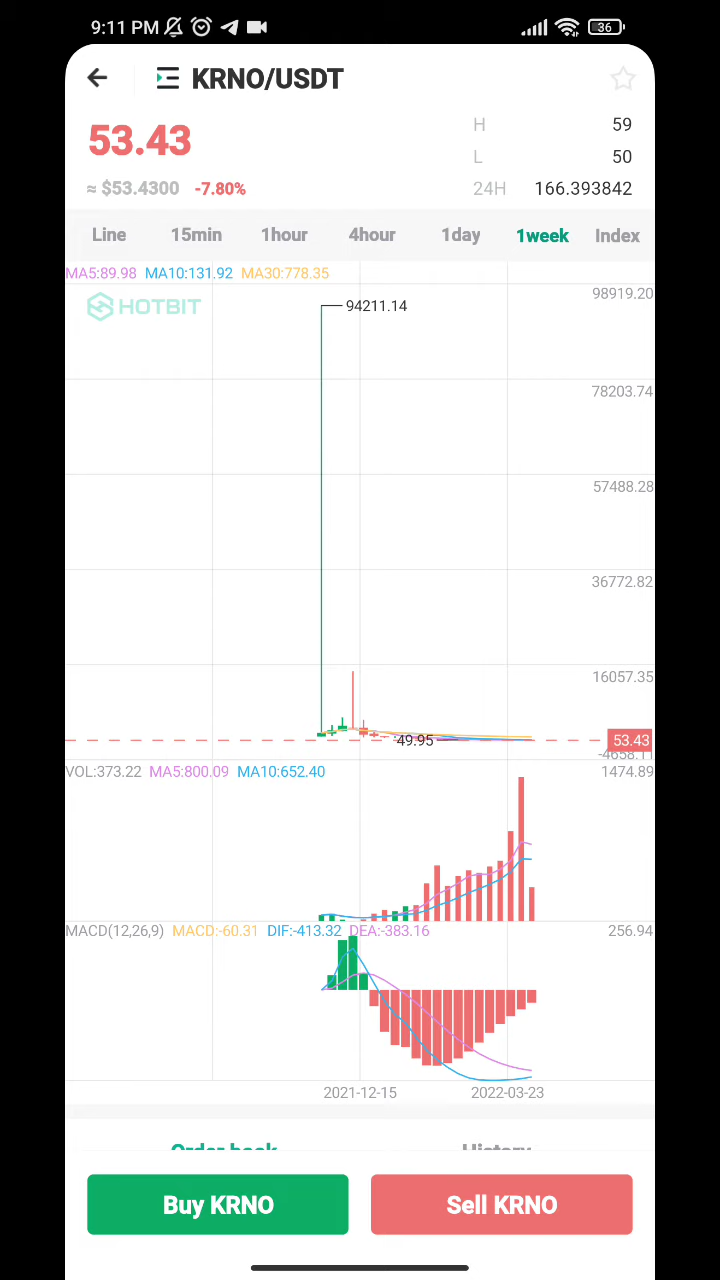 9:11 PM 36
KRNO/USDT
53.43
H 59
L 50
≈ $53.4300 -7.80%
24H 166.393842
Line 15min 1hour 4hour 1day 1week Index
MA5:89.98 MA10:131.92 MA30:778.35
98919.20
HOTBIT
94211.14
78203.74
57488.28
36772.82
16057.35
49.95
53.43
-4658.11
VOL:373.22 MA5:800.09 MA10:652.40 1474.89
MACD(12,26,9) MACD:-60.31 DIF:-413.32 DEA:-383.16 256.94
2021-12-15 2022-03-23
Order book History
Buy KRNO Sell KRNO